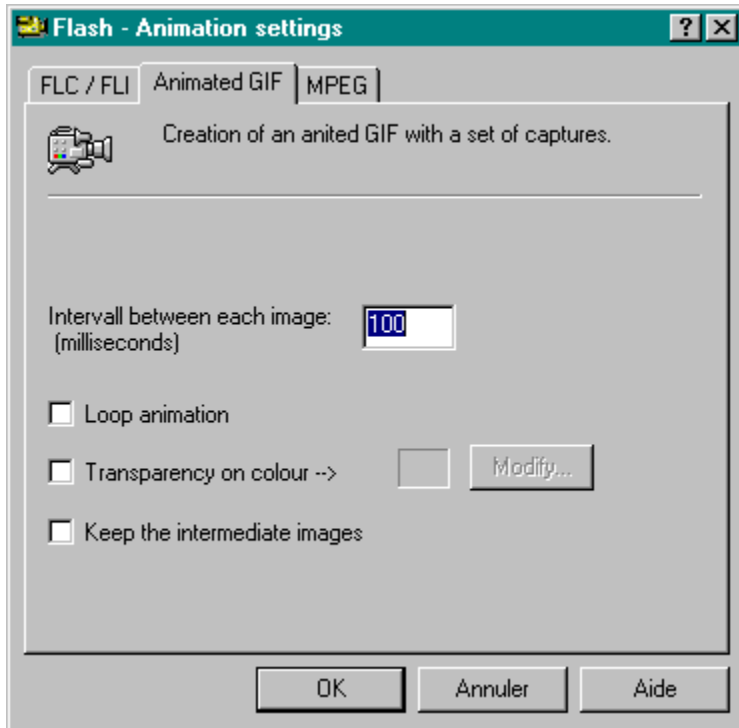 Flash - Animation settings
FLC / FLI
Animated GIF
MPEG
Creation of an anited GIF with a set of captures.
Intervall between each image:
(milliseconds)
100
Loop animation
Transparency on colour -->
Modify...
Keep the intermediate images
OK
Annuler
Aide